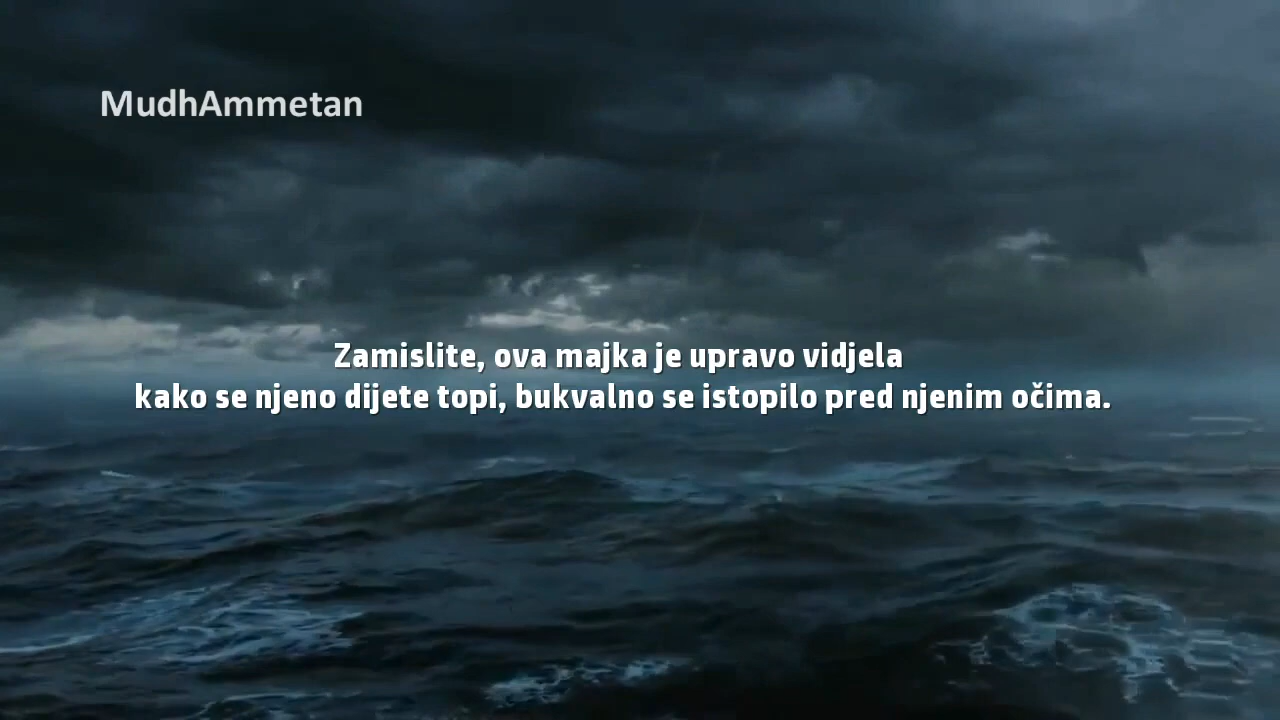 MudhAmmetan
Zamislite, ova majka je upravo vidjela
kako se njeno dijete topi, bukvalno se istopilo pred njenim očima.